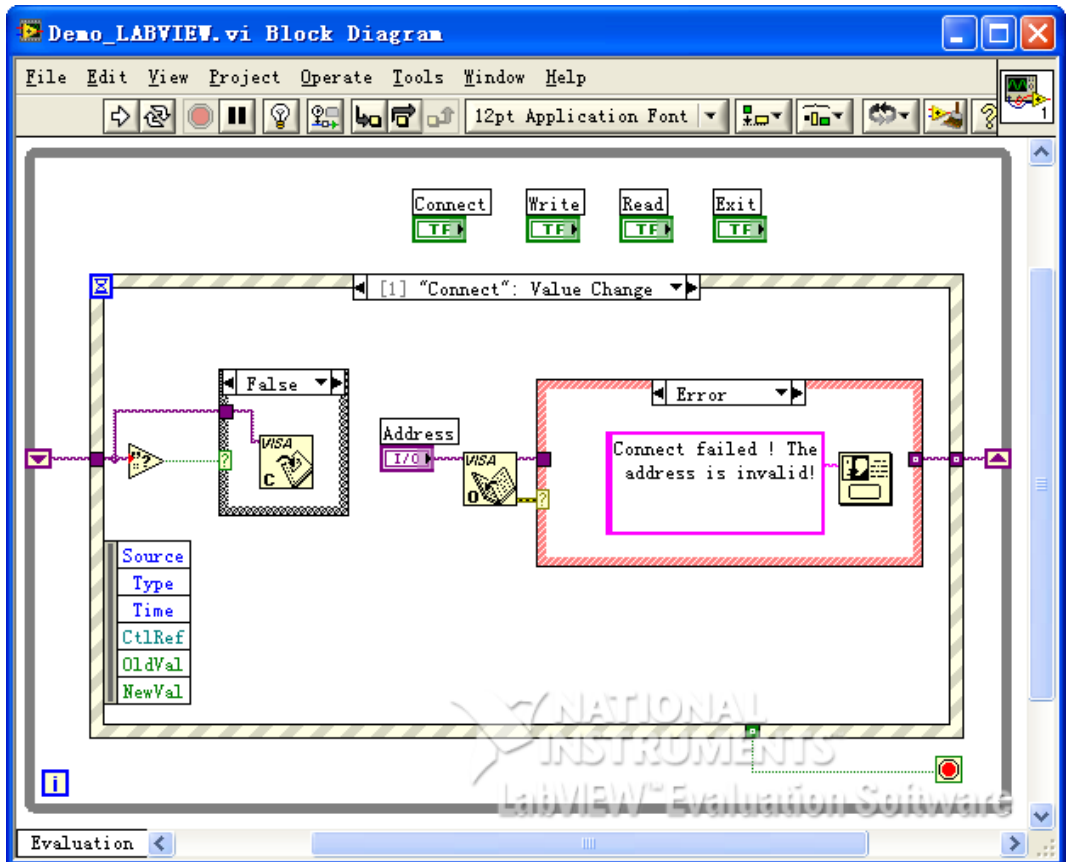 Demo_LABVIEW.vi Block Diagram
File Edit View Project Operate Tools Window Help
12pt Application Font
1
Connect Write Read Exit
TF TF TF TF
[1] "Connect": Value Change
False
Error
Address
I/O
Connect failed ! The
address is invalid!
?
VISA
C
VISA
O
?
?
Source
Type
Time
CtlRef
OldVal
NewVal
NATIONAL
INSTRUMENTS
LabVIEW™ Evaluation Software
i
Evaluation